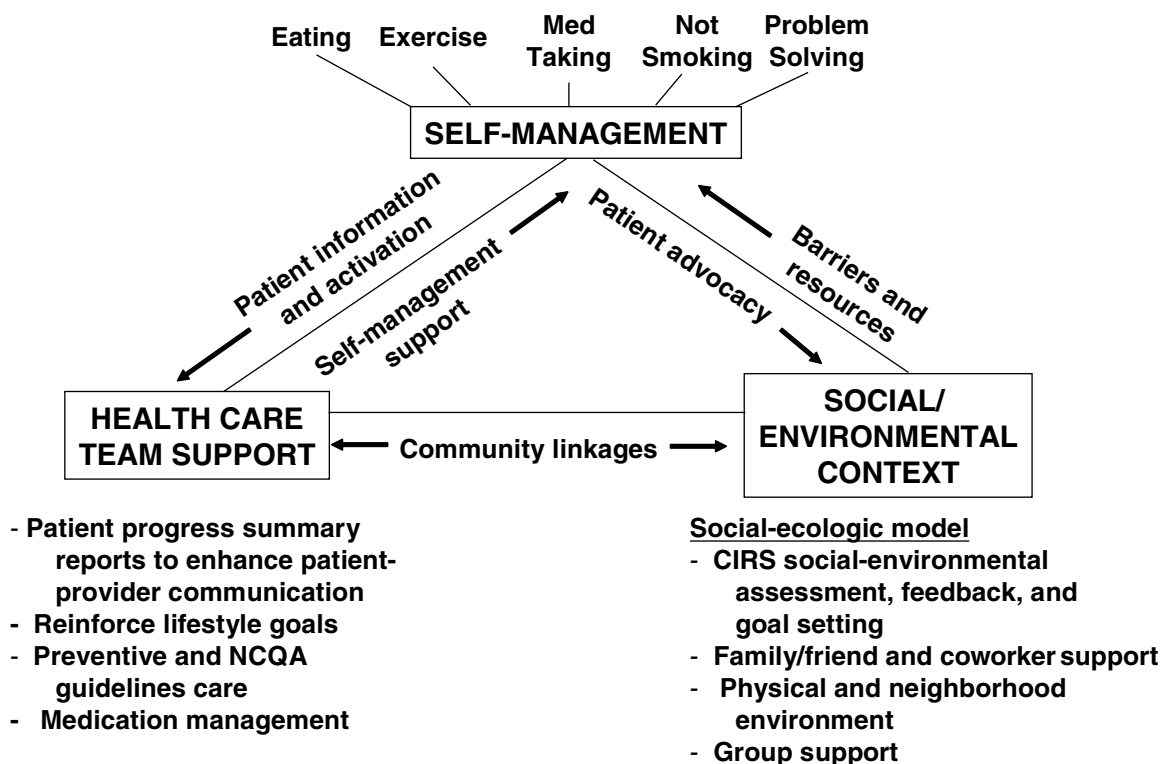 Eating
Exercise
Med
Taking
Not
Smoking
Problem
Solving
SELF-MANAGEMENT
Patient information
and activation
Self-management
support
Patient advocacy
Barriers and
resources
HEALTH CARE
TEAM SUPPORT
Community linkages
SOCIAL/
ENVIRONMENTAL
CONTEXT
- Patient progress summary
reports to enhance patient-
provider communication
- Reinforce lifestyle goals
- Preventive and NCQA
guidelines care
- Medication management
Social-ecologic model
- CIRS social-environmental
assessment, feedback, and
goal setting
- Family/friend and coworker support
- Physical and neighborhood
environment
- Group support